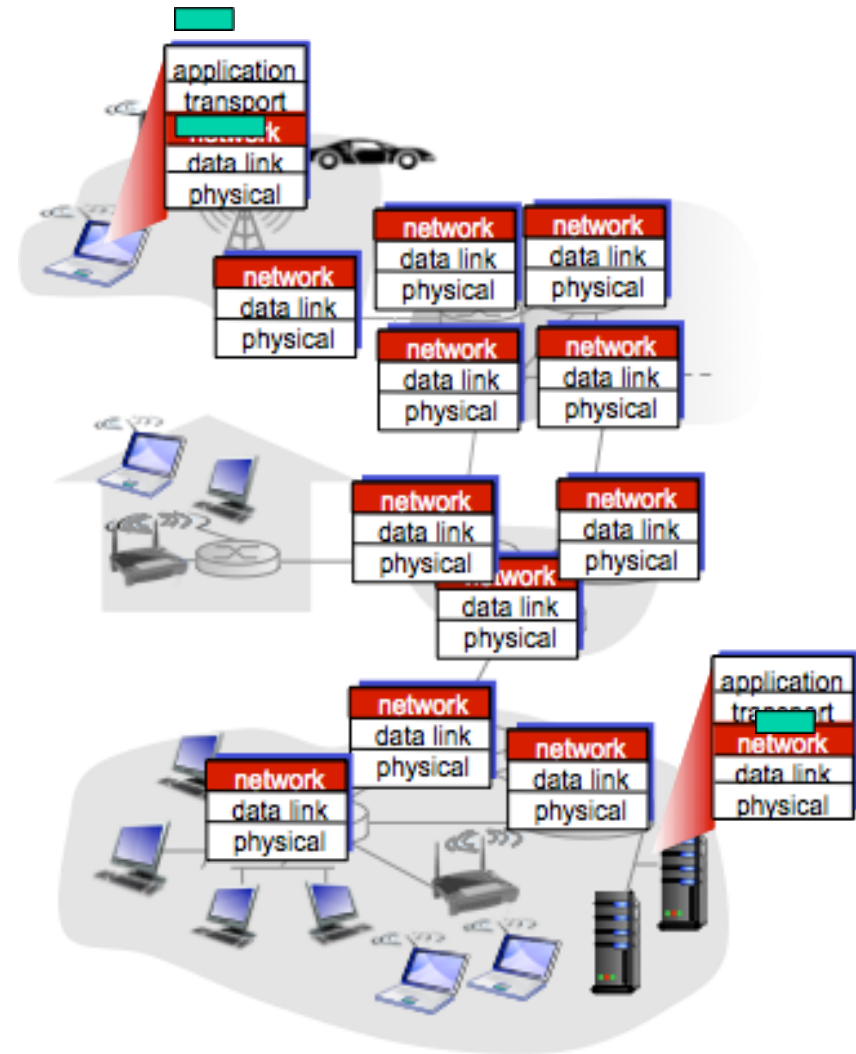 application
transport
data link
physical
network
data link
physical
network
data link
physical
network
data link
physical
network
data link
physical
network
data link
physical
network
data link
physical
network
data link
physical
data link
physical
network
data link
physical
application
network
data link
physical
network
data link
physical
network
data link
physical